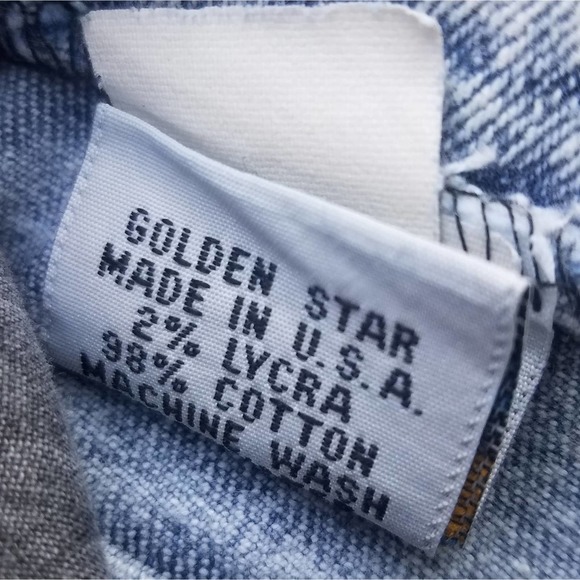 GOLDEN STAR
MADE IN U.S.A.
2% LYCRA
98% COTTON
MACHINE WASH